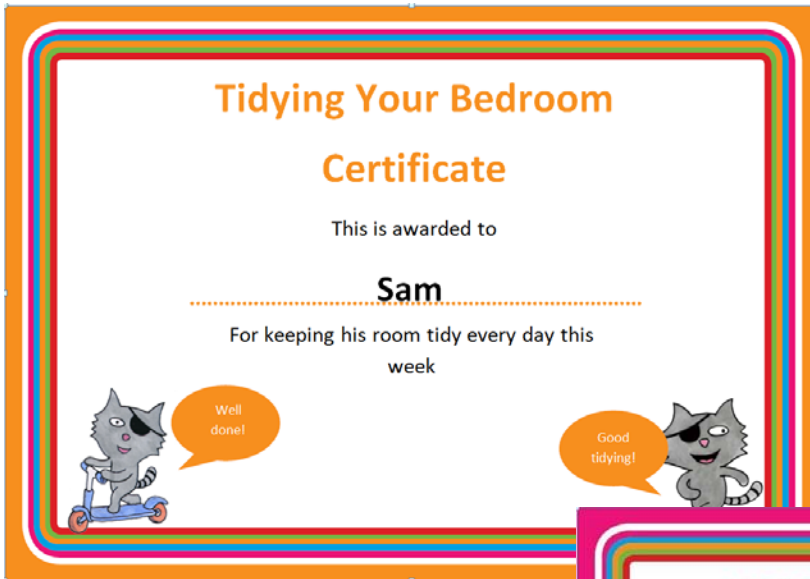 Tidying Your Bedroom
Certificate
This is awarded to
Sam
For keeping his room tidy every day this
week
Well
done!
Good
tidying!